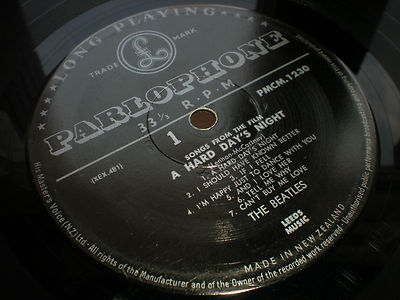 ★ LONG PLAYING ★
TRADE MARK
£
PARLOPHONE
33⅓ R.P.M
1
PMCM.1230
(XEX.481)
SONGS FROM THE FILM
A HARD DAY'S NIGHT
(Lennon-McCartney)
1. A HARD DAY'S NIGHT
2. I SHOULD HAVE KNOWN BETTER
3. IF I FELL
4. I'M HAPPY JUST TO DANCE WITH YOU
5. AND I LOVE HER
6. TELL ME WHY
7. CAN'T BUY ME LOVE
THE BEATLES
LEEDS
MUSIC
MADE IN NEW ZEALAND
His Master's Voice (NZ) Ltd. All rights of the Manufacturer and of the Owner of the recorded work reserved. Unauthorised public performance